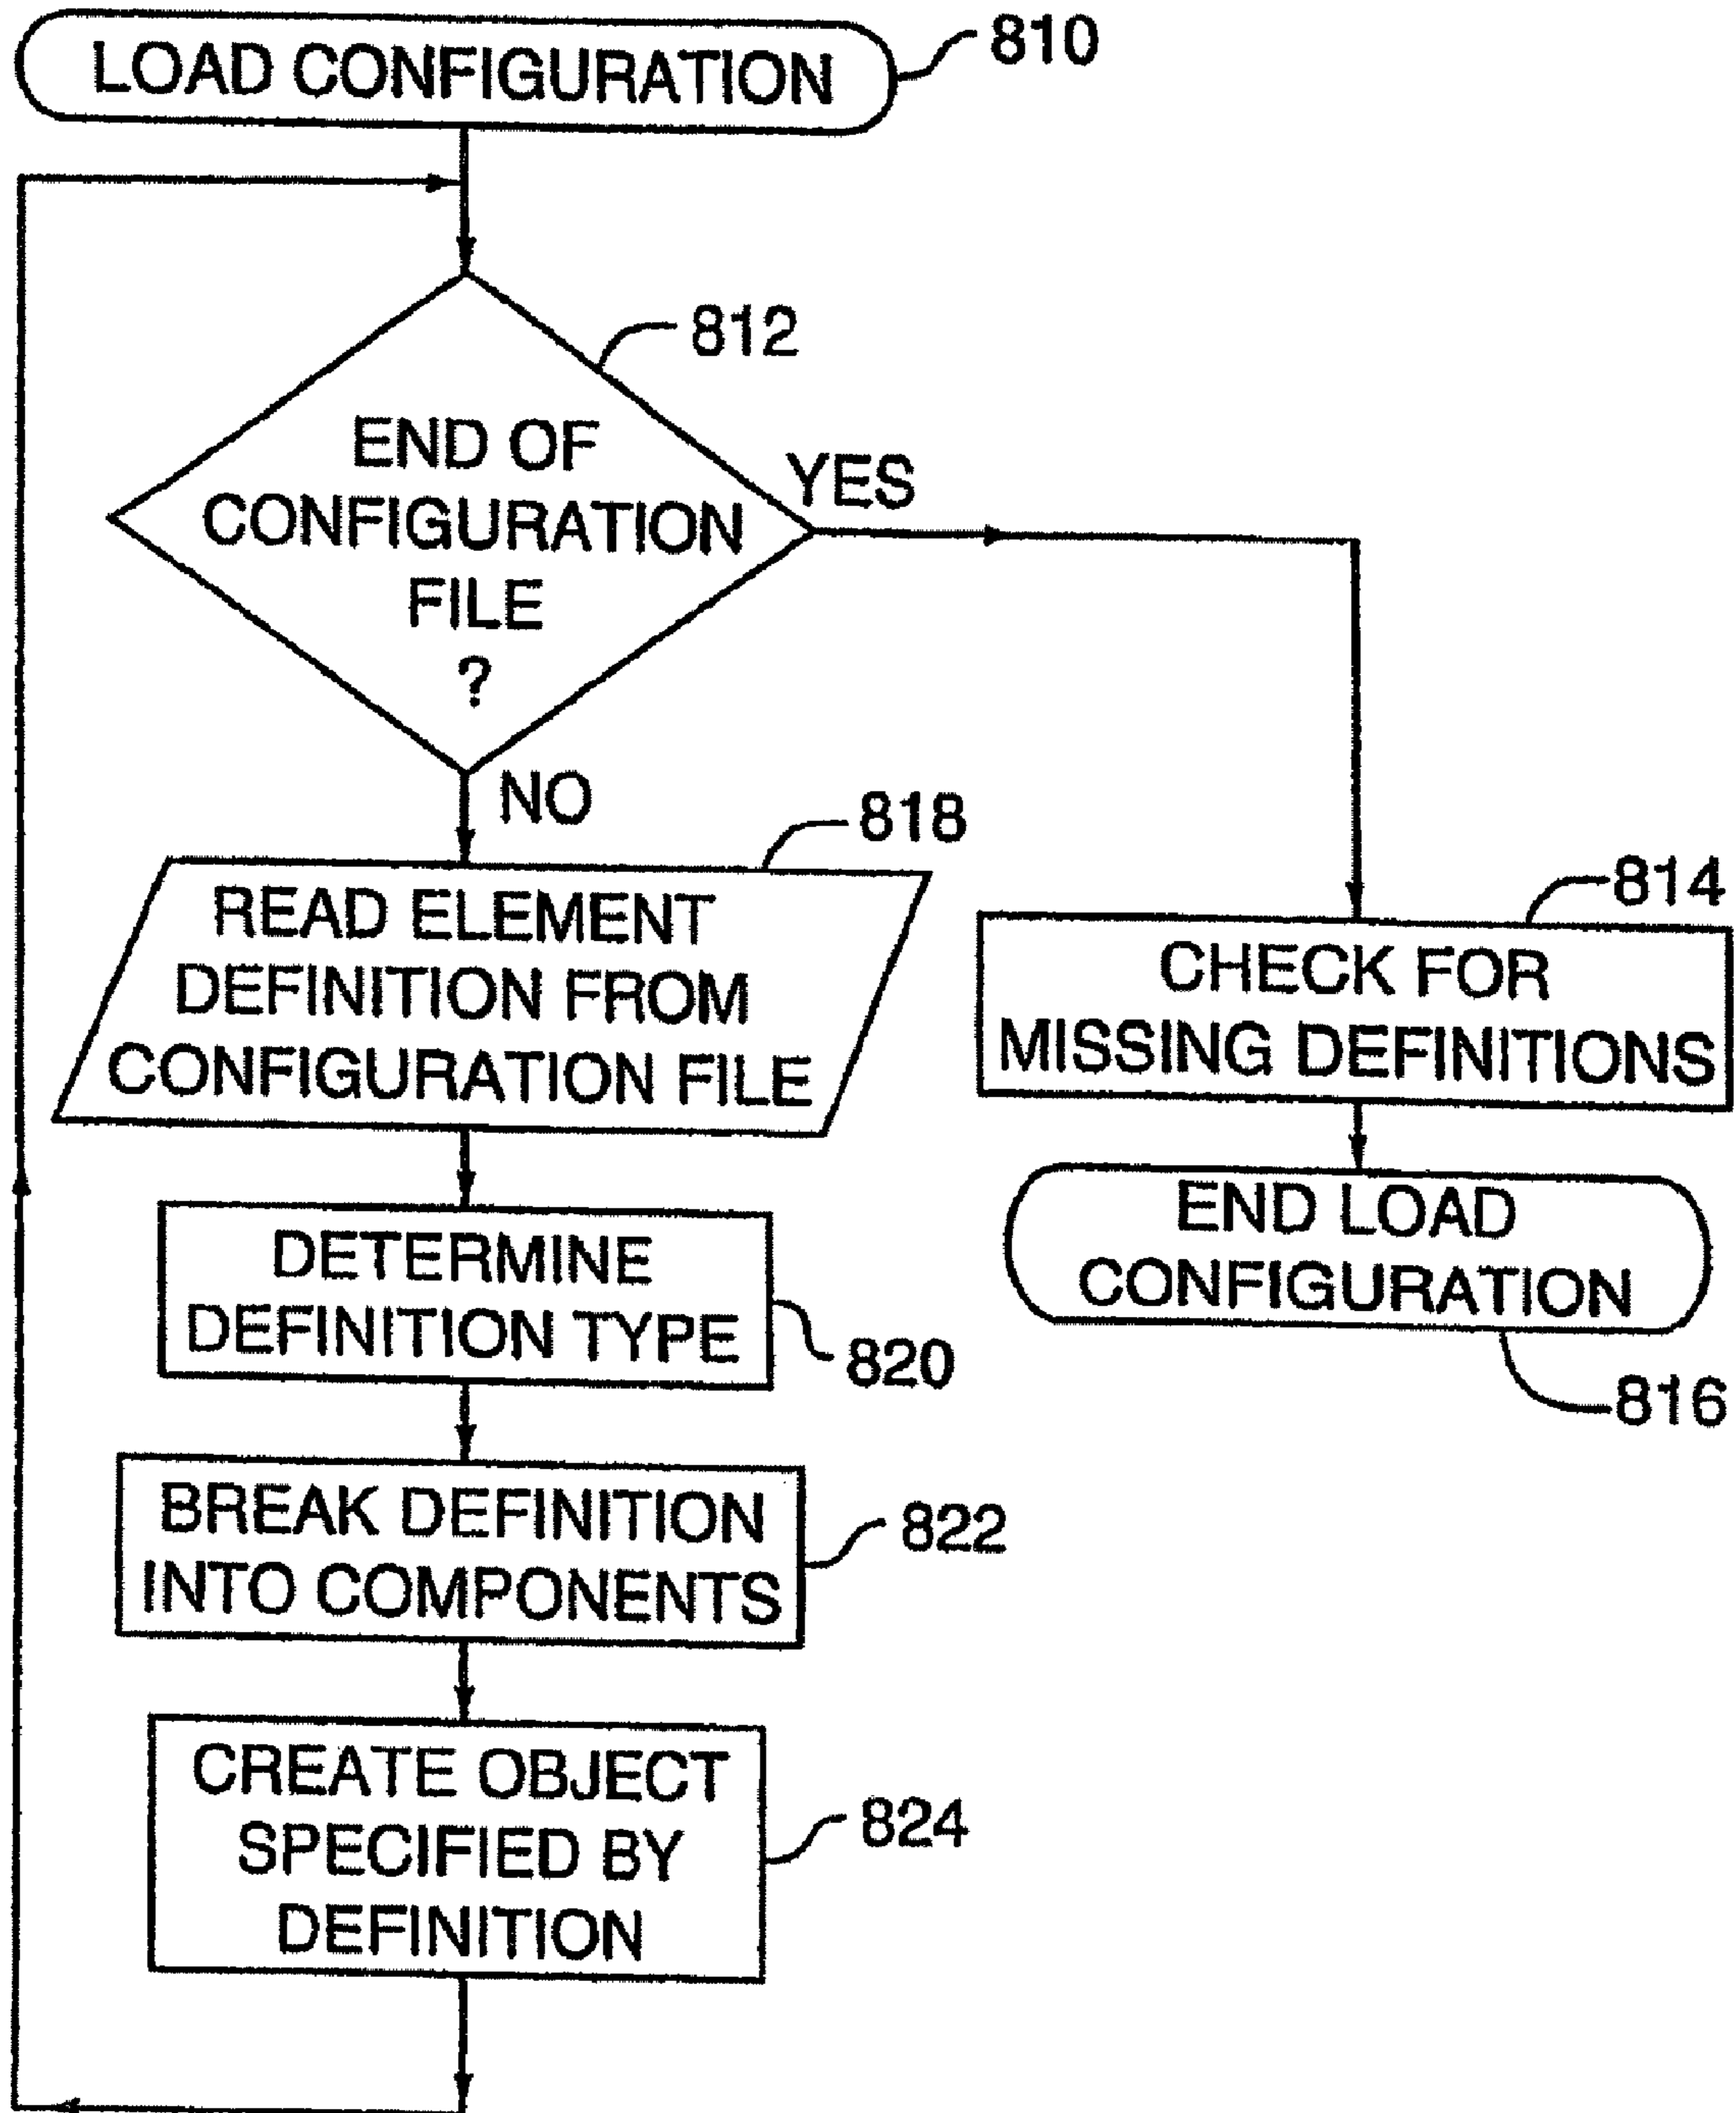 LOAD CONFIGURATION
810
812
END OF
CONFIGURATION
FILE
?
YES
NO
818
READ ELEMENT
DEFINITION FROM
CONFIGURATION FILE
814
CHECK FOR
MISSING DEFINITIONS
END LOAD
CONFIGURATION
816
DETERMINE
DEFINITION TYPE
820
BREAK DEFINITION
INTO COMPONENTS
822
CREATE OBJECT
SPECIFIED BY
DEFINITION
824